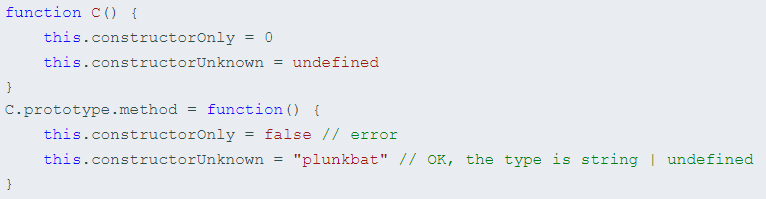 function C() {
    this.constructorOnly = 0
    this.constructorUnknown = undefined
}
C.prototype.method = function() {
    this.constructorOnly = false // error
    this.constructorUnknown = "plunkbat" // OK, the type is string | undefined
}